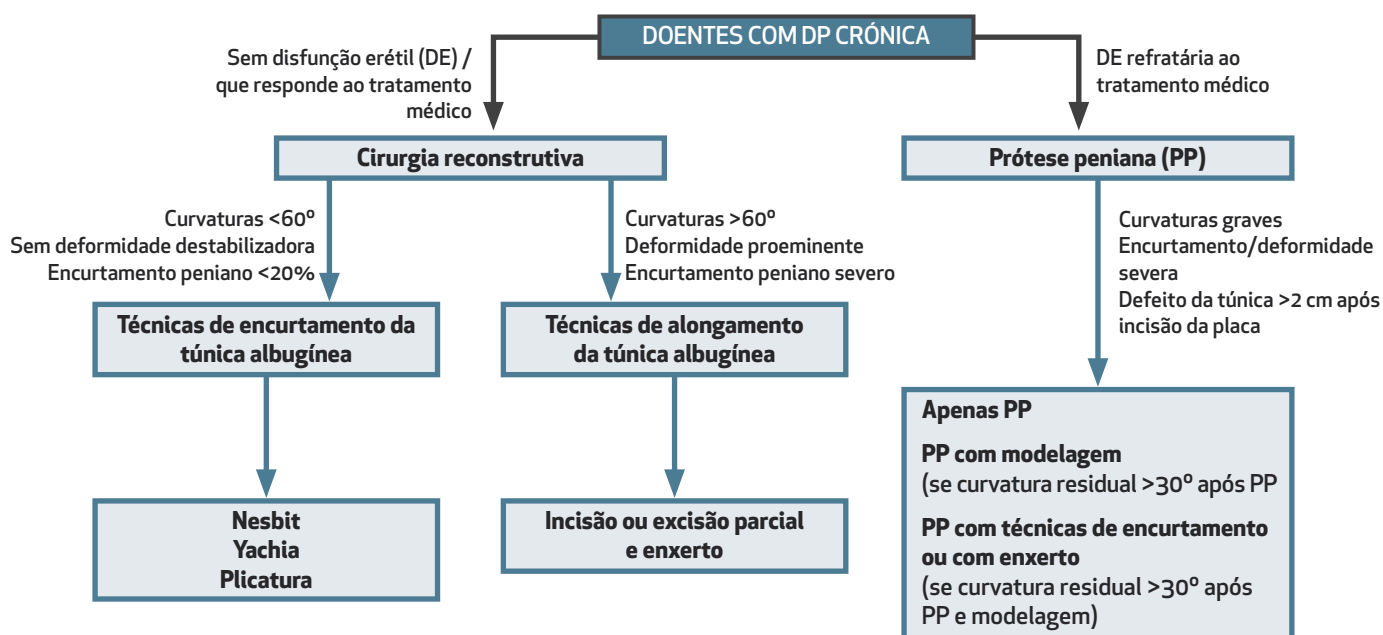 DOENTES COM DP CRÓNICA
Sem disfunção erétil (DE) /
que responde ao tratamento
médico
DE refratária ao
tratamento médico
Cirurgia reconstrutiva
Prótese peniana (PP)
Curvaturas <60º
Sem deformidade destabilizadora
Encurtamento peniano <20%
Curvaturas >60º
Deformidade proeminente
Encurtamento peniano severo
Curvaturas graves
Encurtamento/deformidade
severa
Defeito da túnica >2 cm após
incisão da placa
Técnicas de encurtamento da
túnica albugínea
Técnicas de alongamento
da túnica albugínea
Nesbit
Yachia
Plicatura
Incisão ou excisão parcial
e enxerto
Apenas PP
PP com modelagem
(se curvatura residual >30º após PP
PP com técnicas de encurtamento
ou com enxerto
(se curvatura residual >30º após
PP e modelagem)